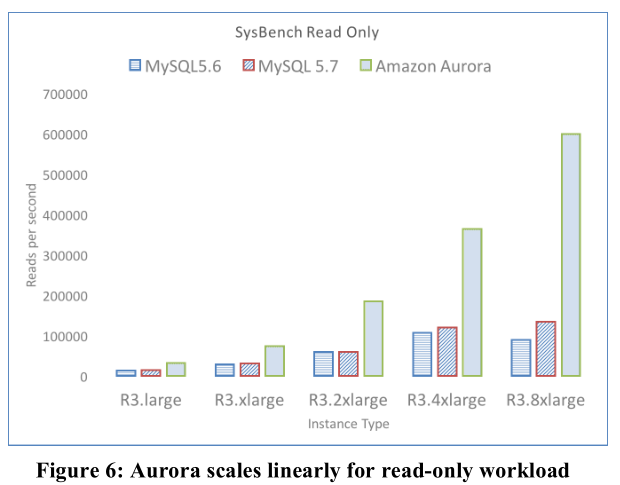 SysBench Read Only
MySQL5.6 MySQL 5.7 Amazon Aurora
700000
600000
500000
400000
300000
200000
100000
0
Reads per second
R3.large R3.xlarge R3.2xlarge R3.4xlarge R3.8xlarge
Instance Type
Figure 6: Aurora scales linearly for read-only workload